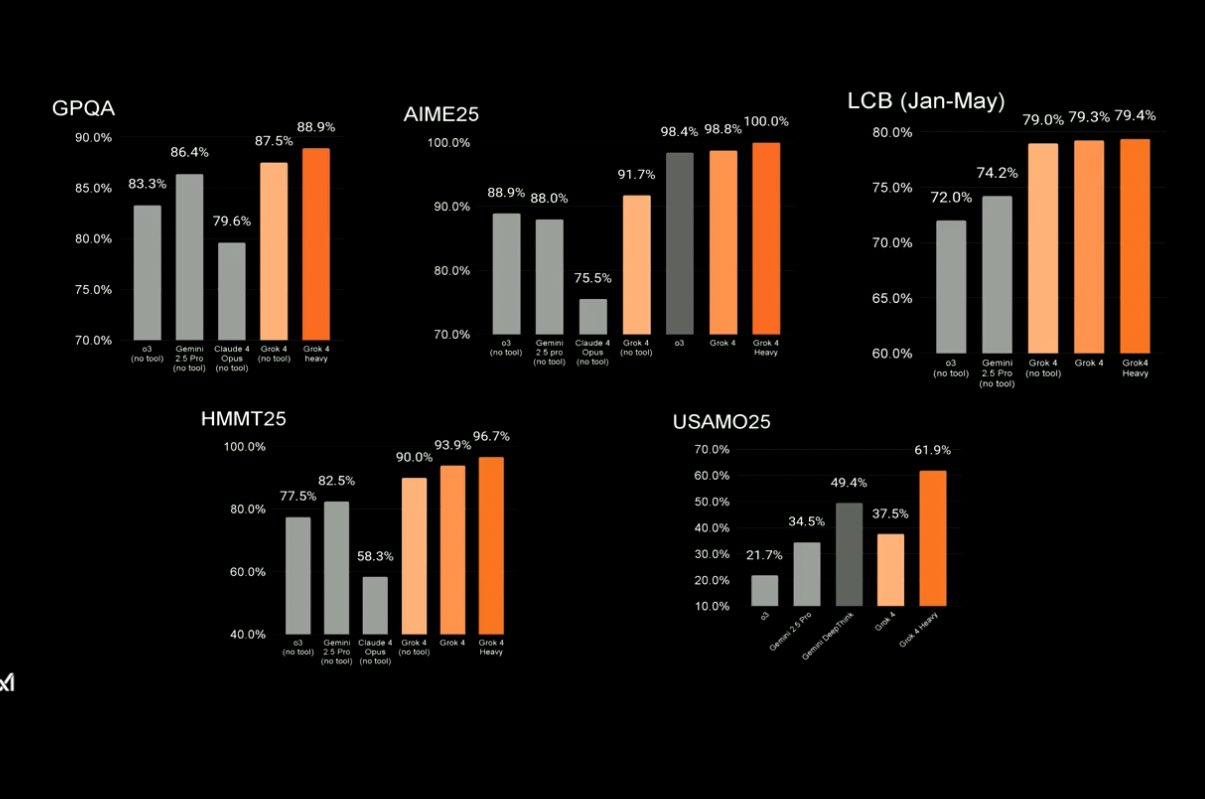 GPQA
90.0%
85.0%
80.0%
75.0%
70.0%
83.3%
86.4%
79.6%
87.5%
88.9%
o3
(no tool)
Gemini
2.5 Pro
(no tool)
Claude 4
Opus
(no tool)
Grok 4
(no tool)
Grok 4
heavy
AIME25
100.0%
90.0%
80.0%
70.0%
88.9%
88.0%
75.5%
91.7%
98.4%
98.8%
100.0%
o3
(no tool)
Gemini
2.5 pro
(no tool)
Claude 4
Opus
(no tool)
Grok 4
(no tool)
o3
Grok 4
Grok 4
Heavy
LCB (Jan-May)
80.0%
75.0%
70.0%
65.0%
60.0%
72.0%
74.2%
79.0%
79.3%
79.4%
o3
(no tool)
Gemini
2.5 Pro
(no tool)
Grok 4
(no tool)
Grok 4
Grok4
Heavy
HMMT25
100.0%
80.0%
60.0%
40.0%
77.5%
82.5%
58.3%
90.0%
93.9%
96.7%
o3
(no tool)
Gemini
2.5 Pro
(no tool)
Claude 4
Opus
(no tool)
Grok 4
(no tool)
Grok 4
Grok 4
Heavy
USAMO25
70.0%
60.0%
50.0%
40.0%
30.0%
20.0%
10.0%
21.7%
34.5%
49.4%
37.5%
61.9%
o3
Gemini 2.5 Pro
Gemini DeepThink
Grok 4
Grok 4 Heavy